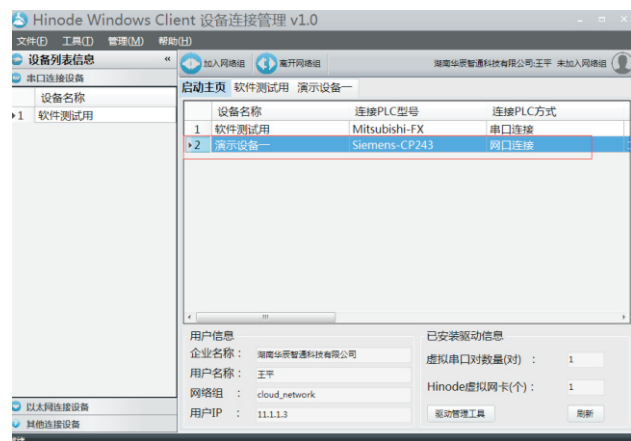 Hinode Windows Client 设备连接管理 v1.0
文件(F) 工具(T) 管理(M) 帮助(H)
设备列表信息 «
串口连接设备
设备名称
1 软件测试用
以太网连接设备
其他连接设备
加入网络组 离开网络组 湖南华辰智通科技有限公司:王平 未加入网络组
启动主页 软件测试用 演示设备一
设备名称 连接PLC型号 连接PLC方式
1 软件测试用 Mitsubishi-FX 串口连接
2 演示设备一 Siemens-CP243 网口连接
用户信息
企业名称： 湖南华辰智通科技有限公司
用户名称： 王平
网络组 ： cloud_network
用户IP ： 11.1.1.3
已安装驱动信息
虚拟串口对数量(对) ： 1
Hinode虚拟网卡(个)： 1
驱动管理工具 刷新